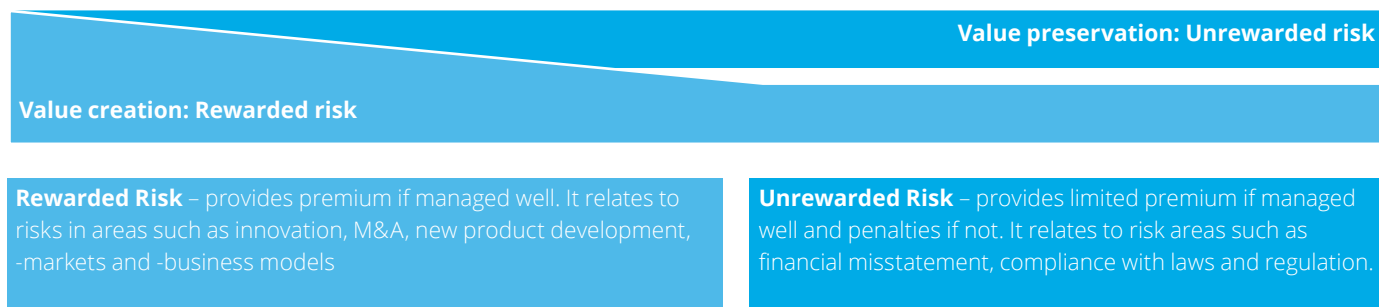 Value preservation: Unrewarded risk
Value creation: Rewarded risk
Rewarded Risk – provides premium if managed well. It relates to
risks in areas such as innovation, M&A, new product development,
-markets and -business models
Unrewarded Risk – provides limited premium if managed
well and penalties if not. It relates to risk areas such as
financial misstatement, compliance with laws and regulation.